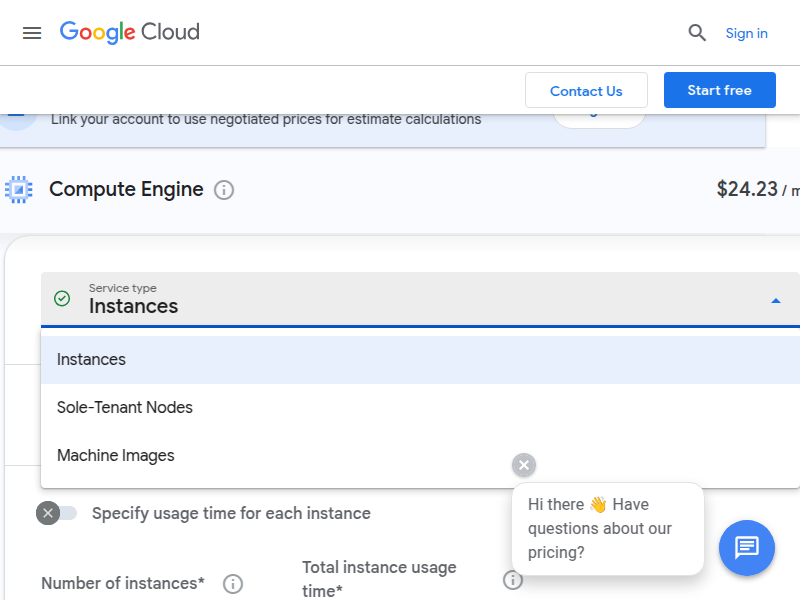 Google Cloud
Sign in
Contact Us
Start free
Link your account to use negotiated prices for estimate calculations
Compute Engine
$24.23 / m
Service type
Instances
Instances
Sole-Tenant Nodes
Machine Images
Hi there 👋 Have
questions about our
pricing?
Specify usage time for each instance
Number of instances*
Total instance usage
time*